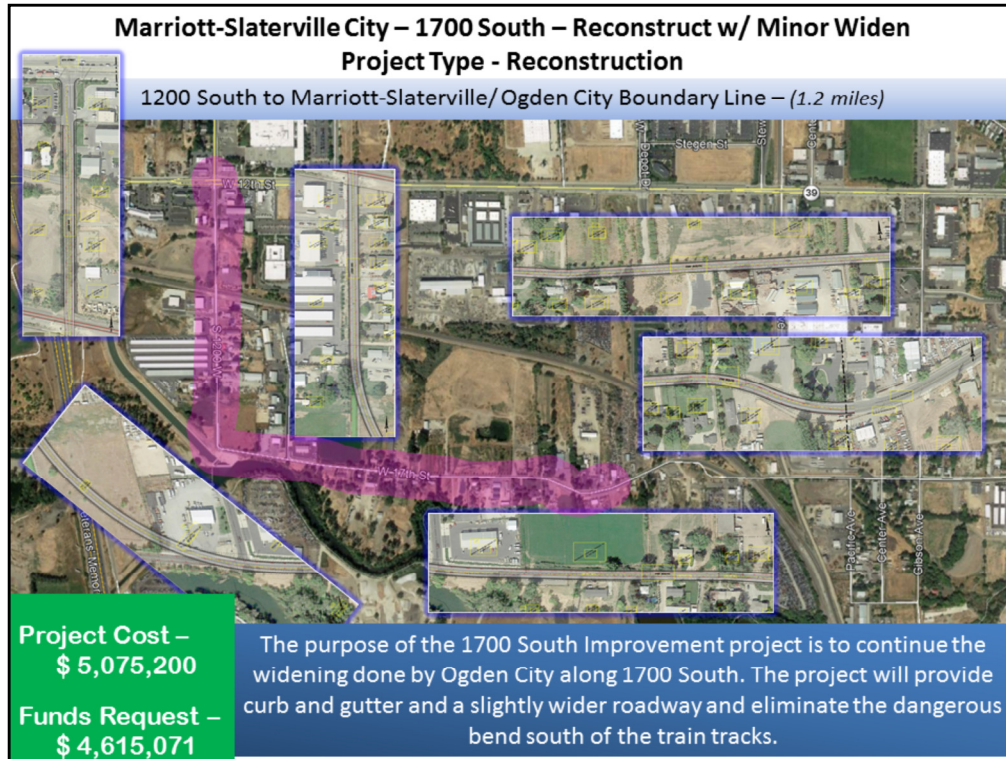 Marriott-Slaterville City – 1700 South – Reconstruct w/ Minor Widen
Project Type - Reconstruction
1200 South to Marriott-Slaterville/Ogden City Boundary Line – (1.2 miles)
Stegen St
W 12th St
39
W 17th St
Pacific Ave
Center Ave
Gibson Ave
Project Cost –
$ 5,075,200
Funds Request –
$ 4,615,071
The purpose of the 1700 South Improvement project is to continue the
widening done by Ogden City along 1700 South. The project will provide
curb and gutter and a slightly wider roadway and eliminate the dangerous
bend south of the train tracks.